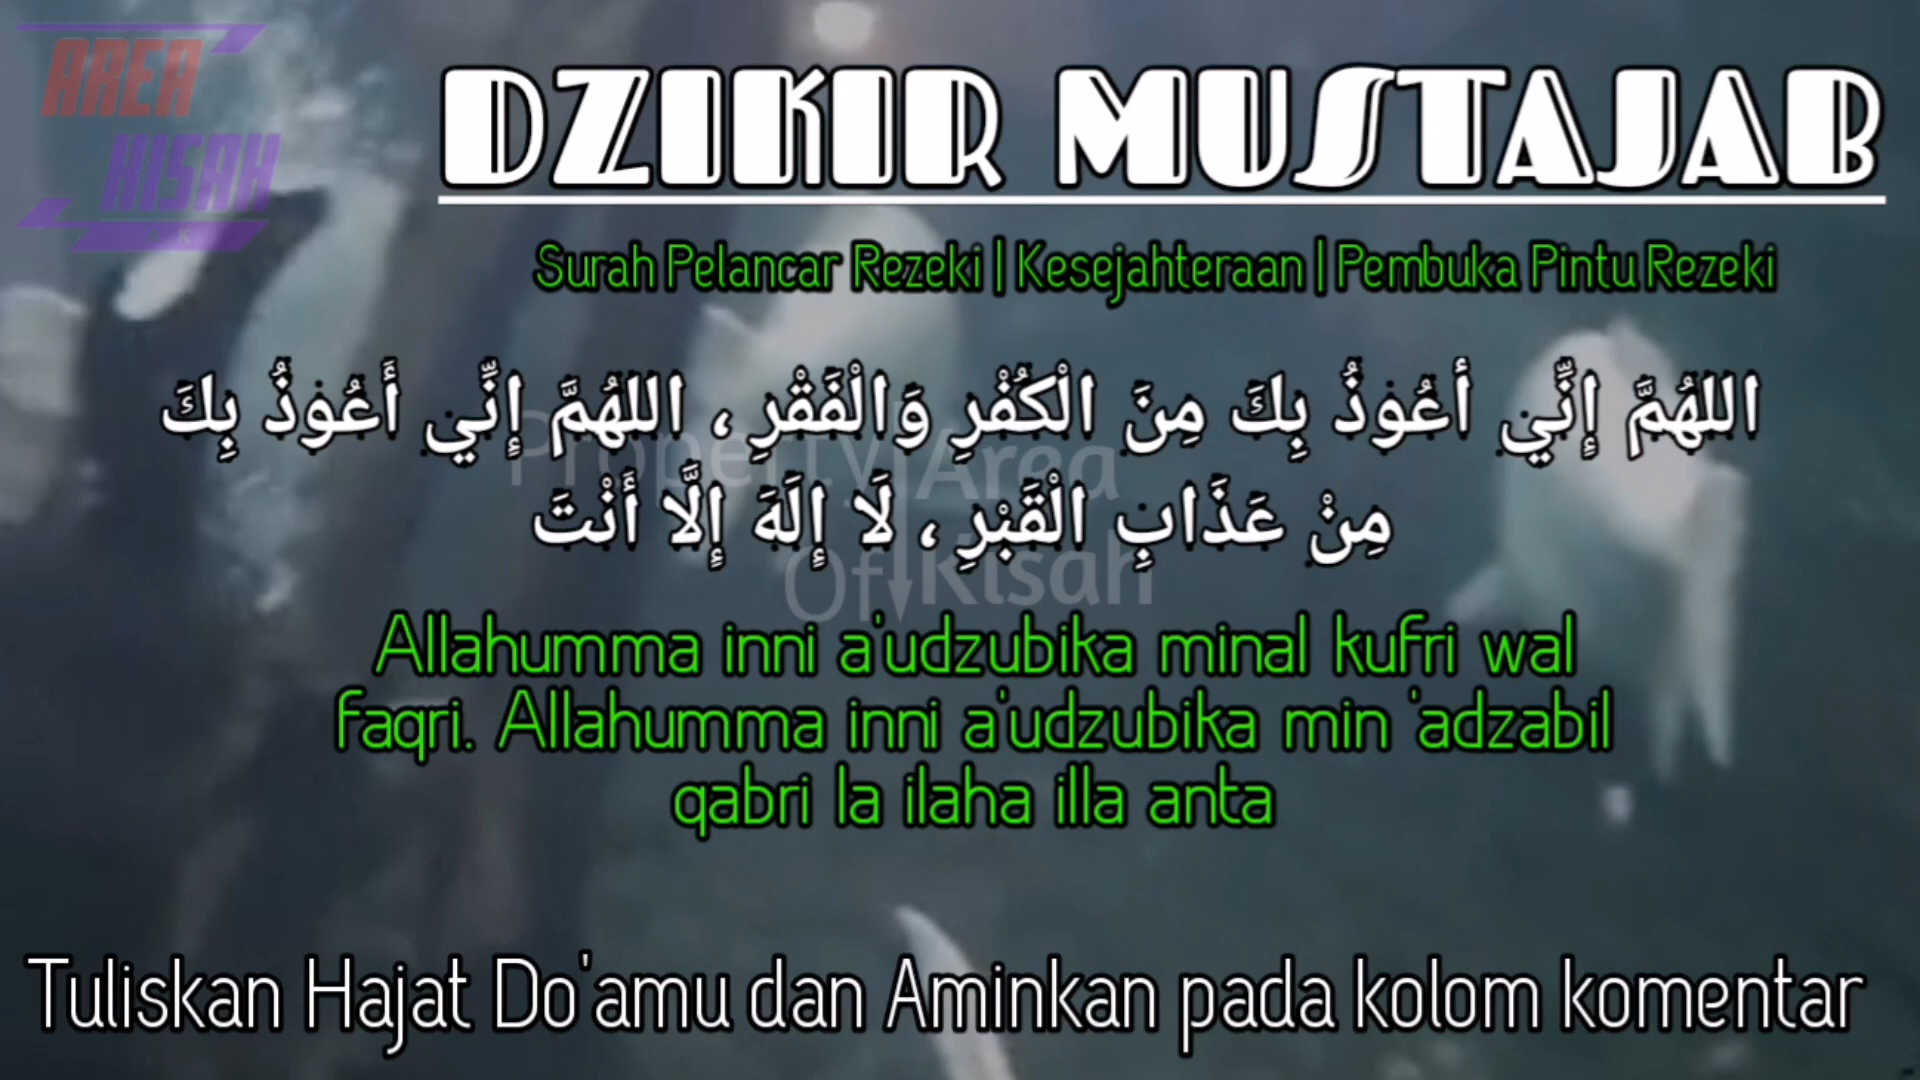 AREA
KISAH
DZIKIR MUSTAJAB
Surah Pelancar Rezeki | Kesejahteraan | Pembuka Pintu Rezeki
اللهُمَّ إِنِّي أَعُوذُ بِكَ مِنَ الْكُفْرِ وَالْفَقْرِ ، اللهُمَّ إِنِّي أَعُوذُ بِكَ
مِنْ عَذَابِ الْقَبْرِ ، لَا إِلَهَ إِلَّا أَنْتَ
Property Area
Of Kisah
Allahumma inni a'udzubika minal kufri wal
faqri. Allahumma inni a'udzubika min 'adzabil
qabri la ilaha illa anta
Tuliskan Hajat Do'amu dan Aminkan pada kolom komentar